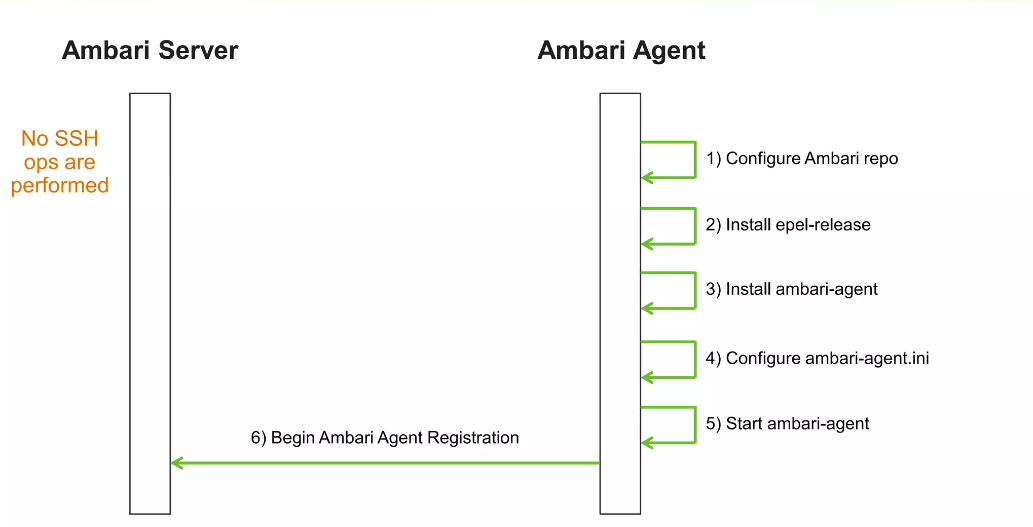 Ambari Server
Ambari Agent
No SSH
ops are
performed
1) Configure Ambari repo
2) Install epel-release
3) Install ambari-agent
4) Configure ambari-agent.ini
5) Start ambari-agent
6) Begin Ambari Agent Registration